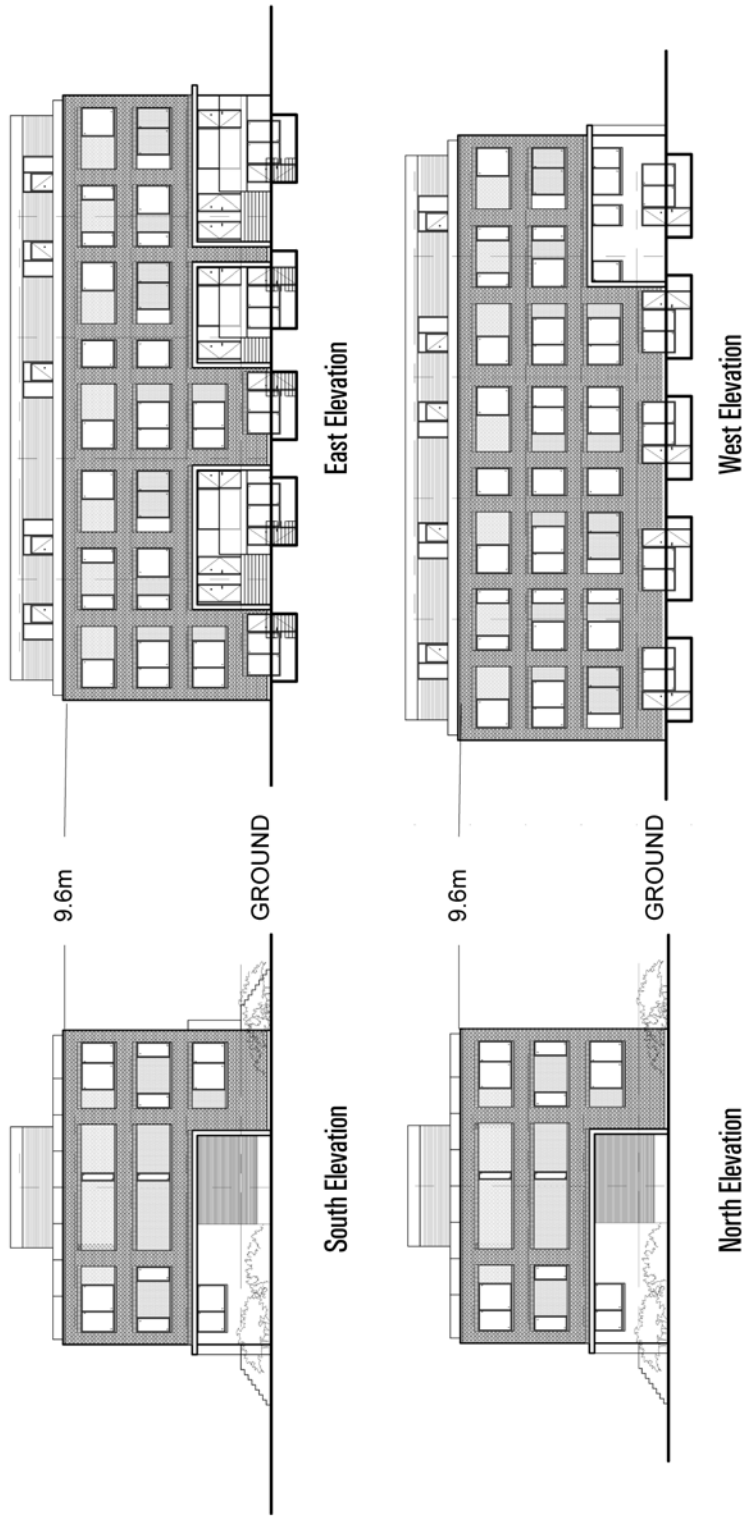 9.6m
GROUND
South Elevation
East Elevation
9.6m
GROUND
North Elevation
West Elevation